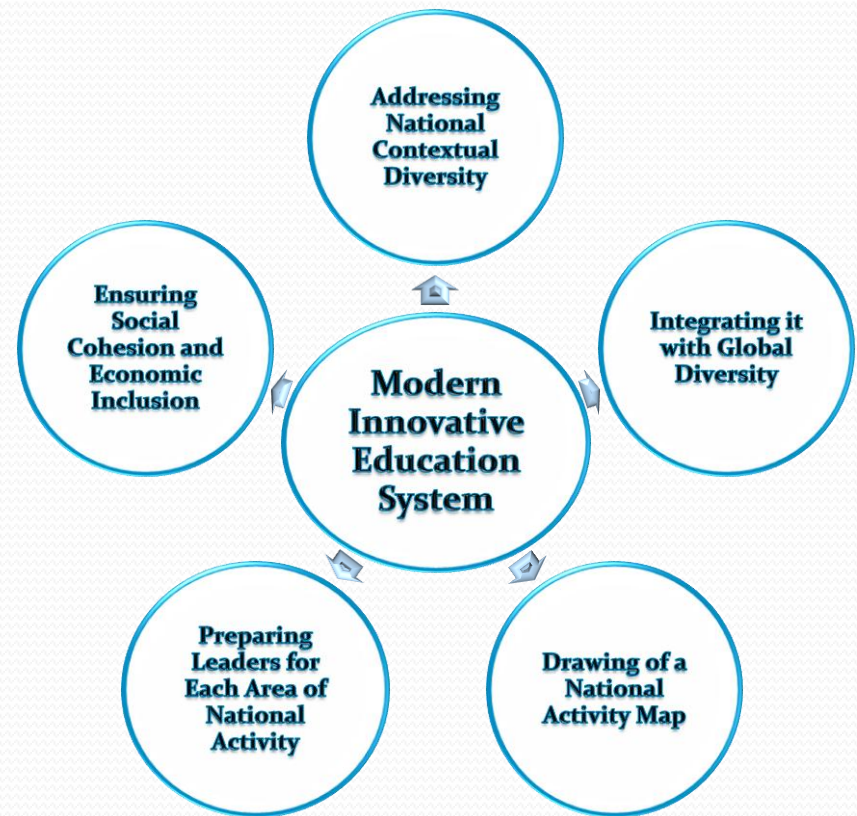 Addressing
National
Contextual
Diversity
Ensuring
Social
Cohesion and
Economic
Inclusion
Integrating it
with Global
Diversity
Modern
Innovative
Education
System
Preparing
Leaders for
Each Area of
National
Activity
Drawing of a
National
Activity Map